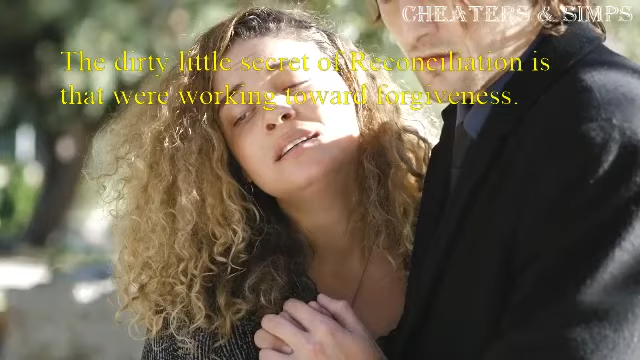 CHEATERS & SIMPS
The dirty little secret of Reconciliation is
that were working toward forgiveness.